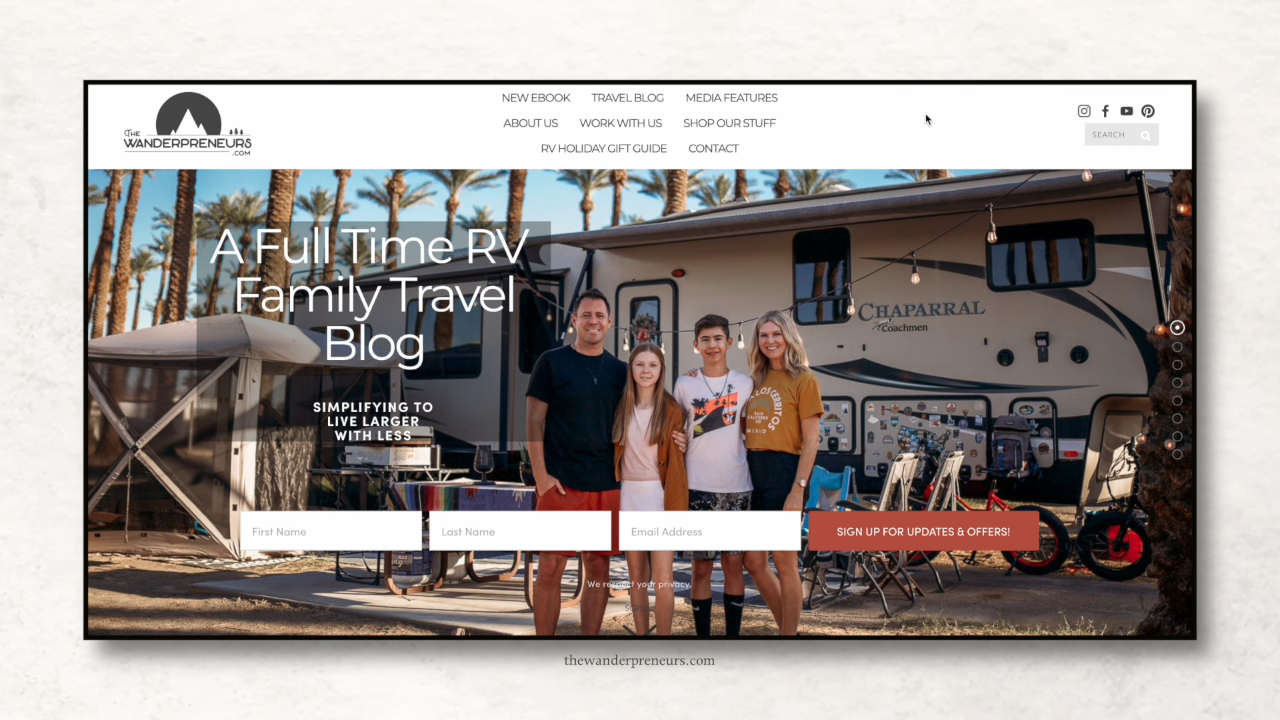 THE
WANDERPRENEURS
.COM
NEW EBOOK TRAVEL BLOG MEDIA FEATURES
ABOUT US WORK WITH US SHOP OUR STUFF
RV HOLIDAY GIFT GUIDE CONTACT
SEARCH
A Full Time RV
Family Travel
Blog
SIMPLIFYING TO
LIVE LARGER
WITH LESS
CHAPARRAL
Coachmen
LOS CERRITOS
First Name Last Name Email Address SIGN UP FOR UPDATES & OFFERS!
We respect your privacy.
thewanderpreneurs.com